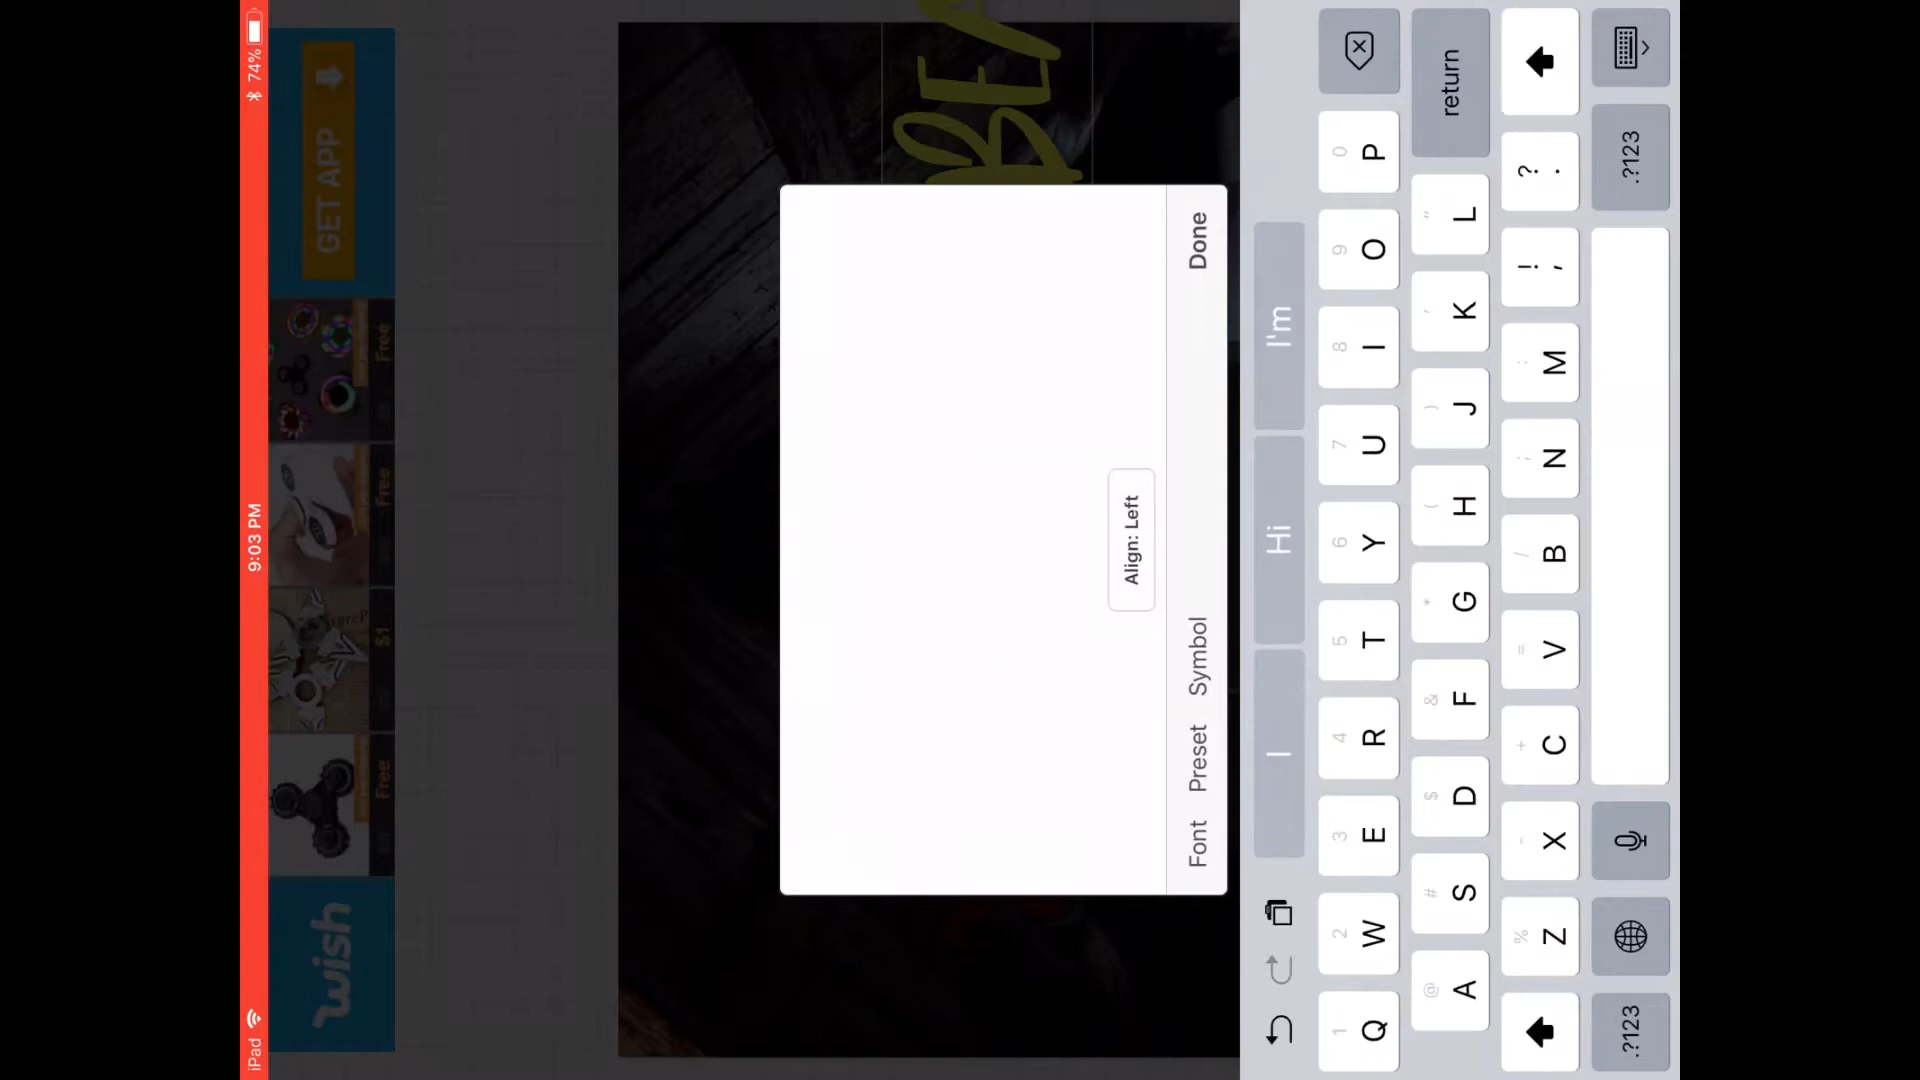 iPad
9:03 PM
74%
wish
Free
$1
Free
Free
GET APP
BEA
Align: Left
Font Preset Symbol
Done
I
Hi
I'm
1 2 3 4 5 6 7 8 9 0
Q W E R T Y U I O P
@ # $ & * ( ) ' "
A S D F G H J K L
return
% - + = / ; : ! ?
Z X C V B N M , .
.?123
.?123